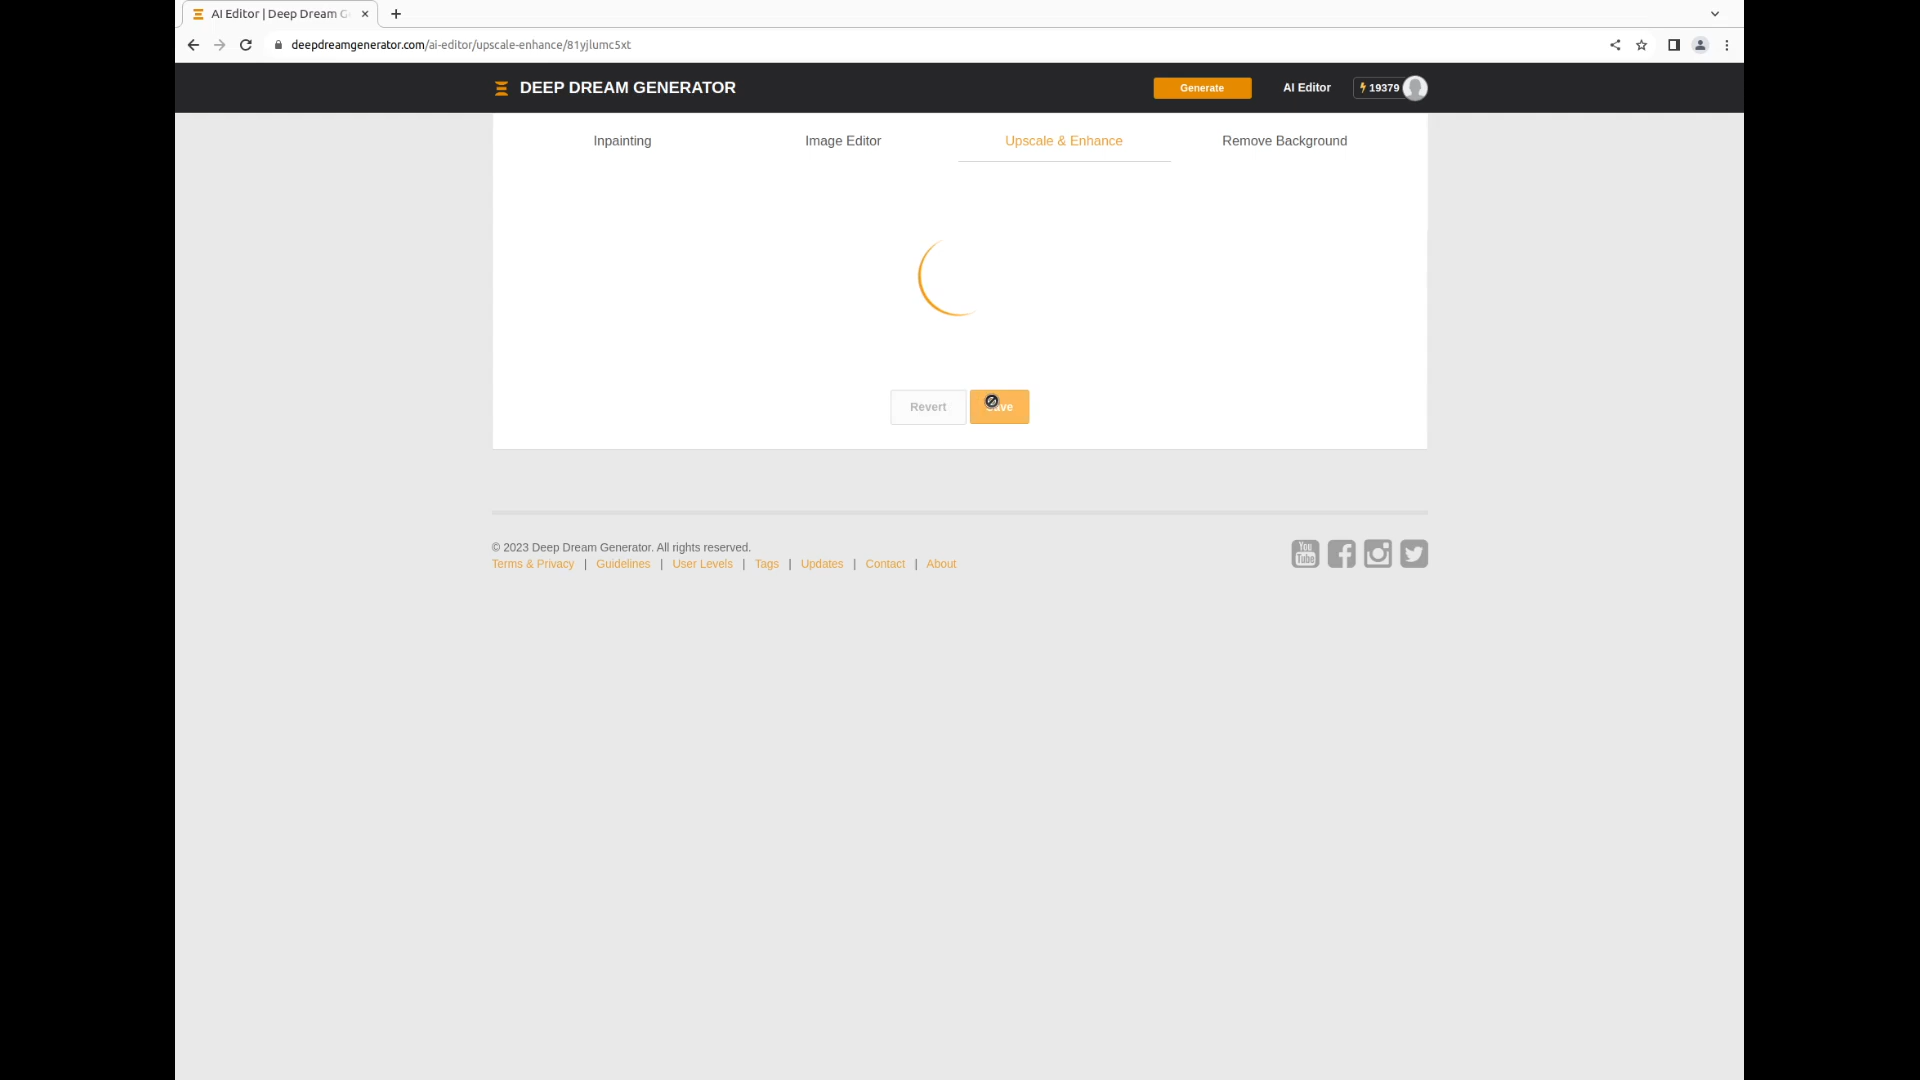 AI Editor | Deep Dream G
deepdreamgenerator.com/ai-editor/upscale-enhance/81yjlumc5xt
DEEP DREAM GENERATOR
Generate
AI Editor
19379
Inpainting
Image Editor
Upscale & Enhance
Remove Background
Revert
© 2023 Deep Dream Generator. All rights reserved.
Terms & Privacy | Guidelines | User Levels | Tags | Updates | Contact | About
You Tube